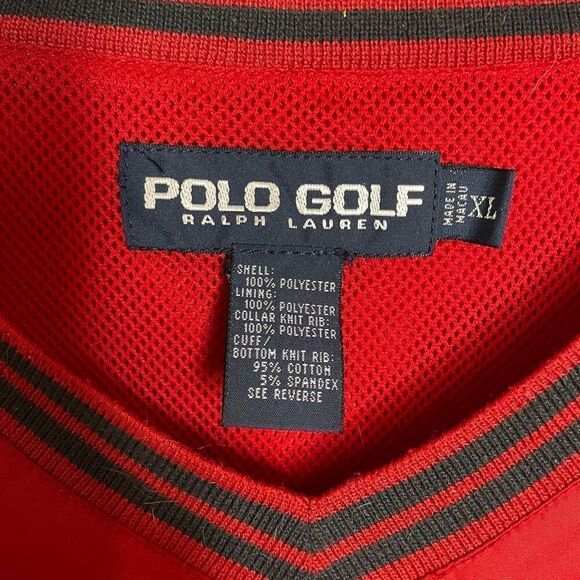 POLO GOLF
RALPH LAUREN
MADE IN
MACAU
XL
SHELL:
100% POLYESTER
LINING:
100% POLYESTER
COLLAR KNIT RIB:
100% POLYESTER
CUFF/
BOTTOM KNIT RIB:
95% COTTON
5% SPANDEX
SEE REVERSE